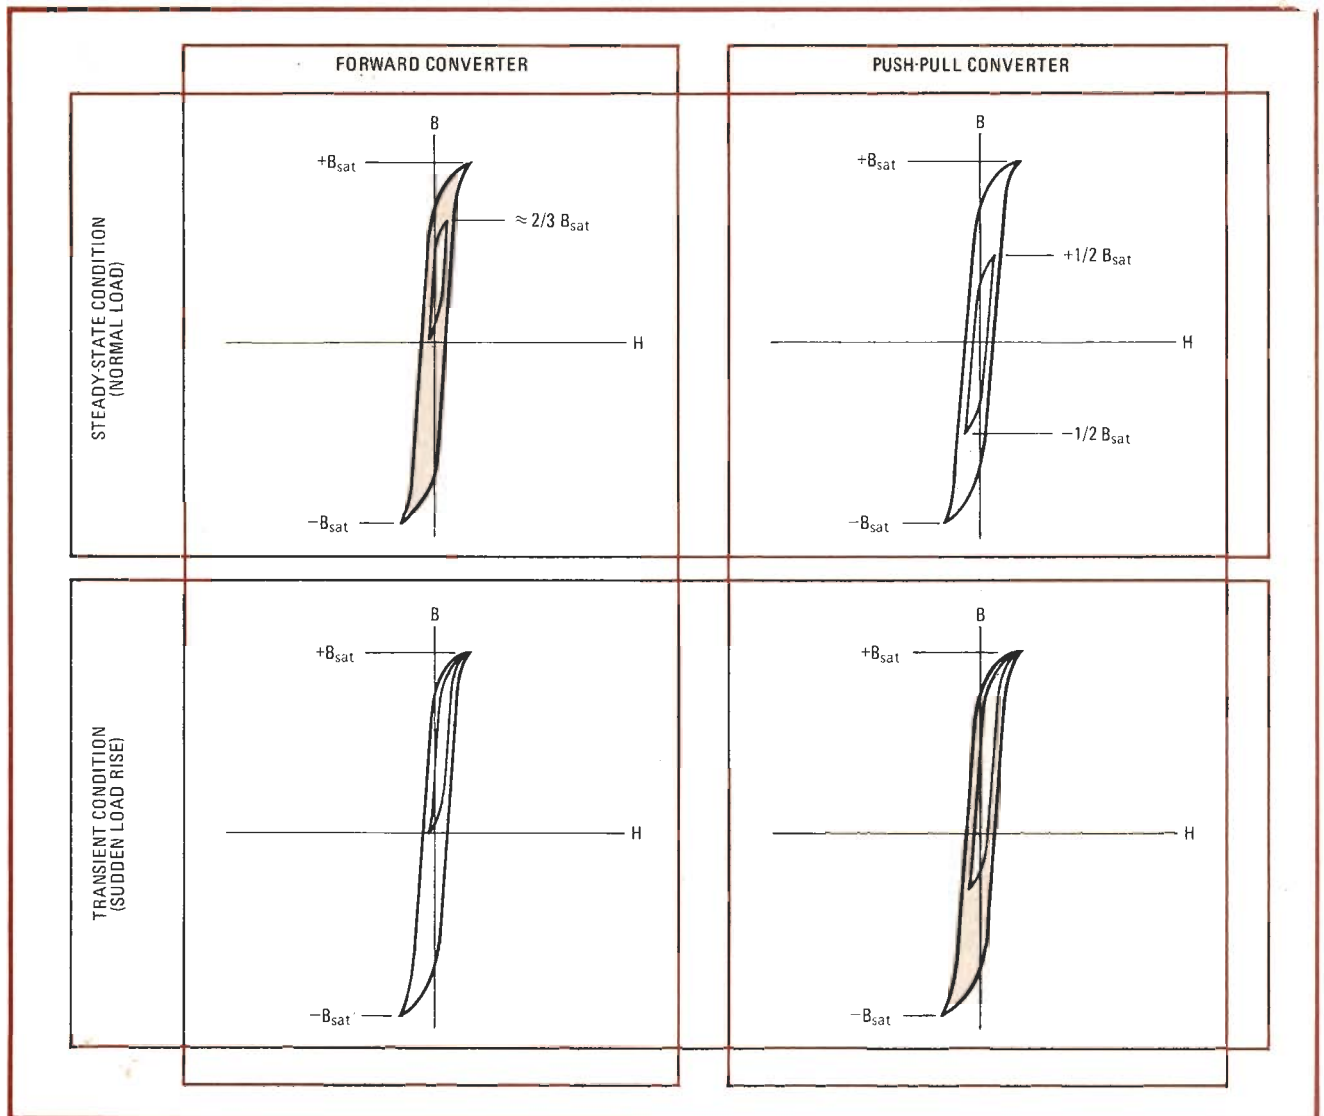 FORWARD CONVERTER
PUSH-PULL CONVERTER
STEADY-STATE CONDITION
(NORMAL LOAD)
B
+Bsat
≈ 2/3 Bsat
H
−Bsat
B
+Bsat
+1/2 Bsat
H
−1/2 Bsat
−Bsat
TRANSIENT CONDITION
(SUDDEN LOAD RISE)
B
+Bsat
H
−Bsat
B
+Bsat
H
−Bsat